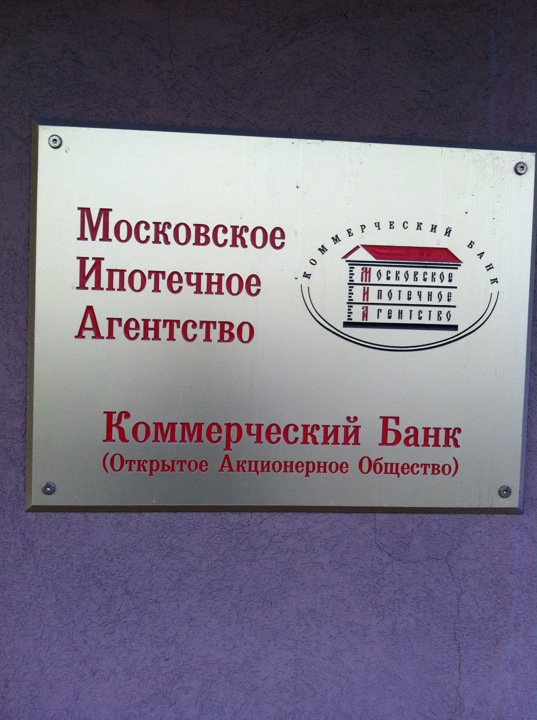 Московское
Ипотечное
Агентство
КОММЕРЧЕСКИЙ БАНК
Московское
Ипотечное
Агентство
Коммерческий Банк
(Открытое Акционерное Общество)